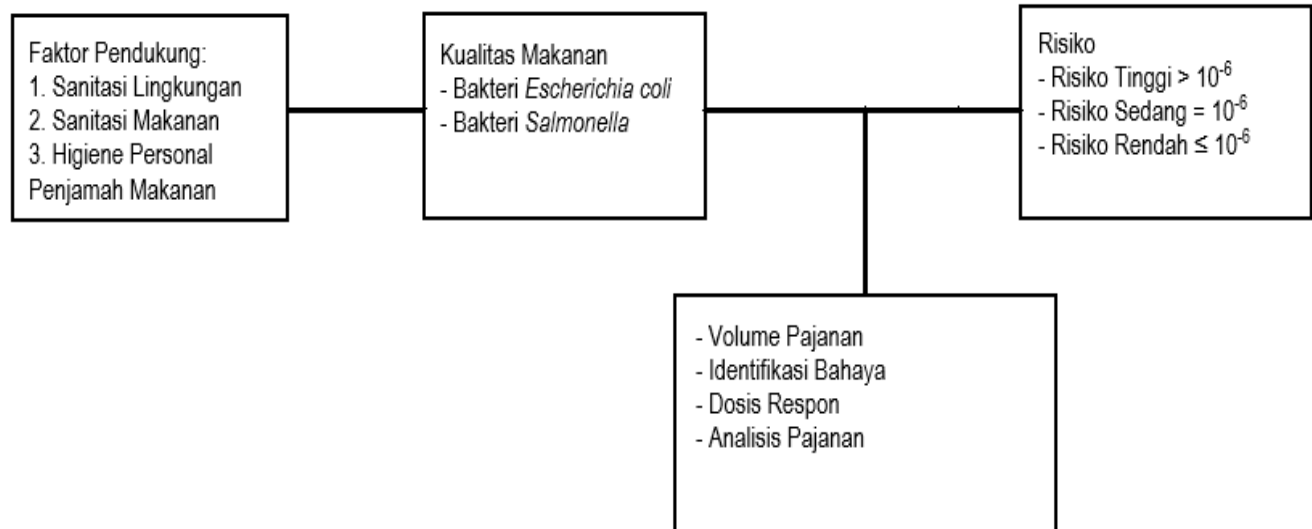 Faktor Pendukung:
1. Sanitasi Lingkungan
2. Sanitasi Makanan
3. Higiene Personal
Penjamah Makanan
Kualitas Makanan
- Bakteri Escherichia coli
- Bakteri Salmonella
Risiko
- Risiko Tinggi > 10⁻⁶
- Risiko Sedang = 10⁻⁶
- Risiko Rendah ≤ 10⁻⁶
- Volume Pajanan
- Identifikasi Bahaya
- Dosis Respon
- Analisis Pajanan